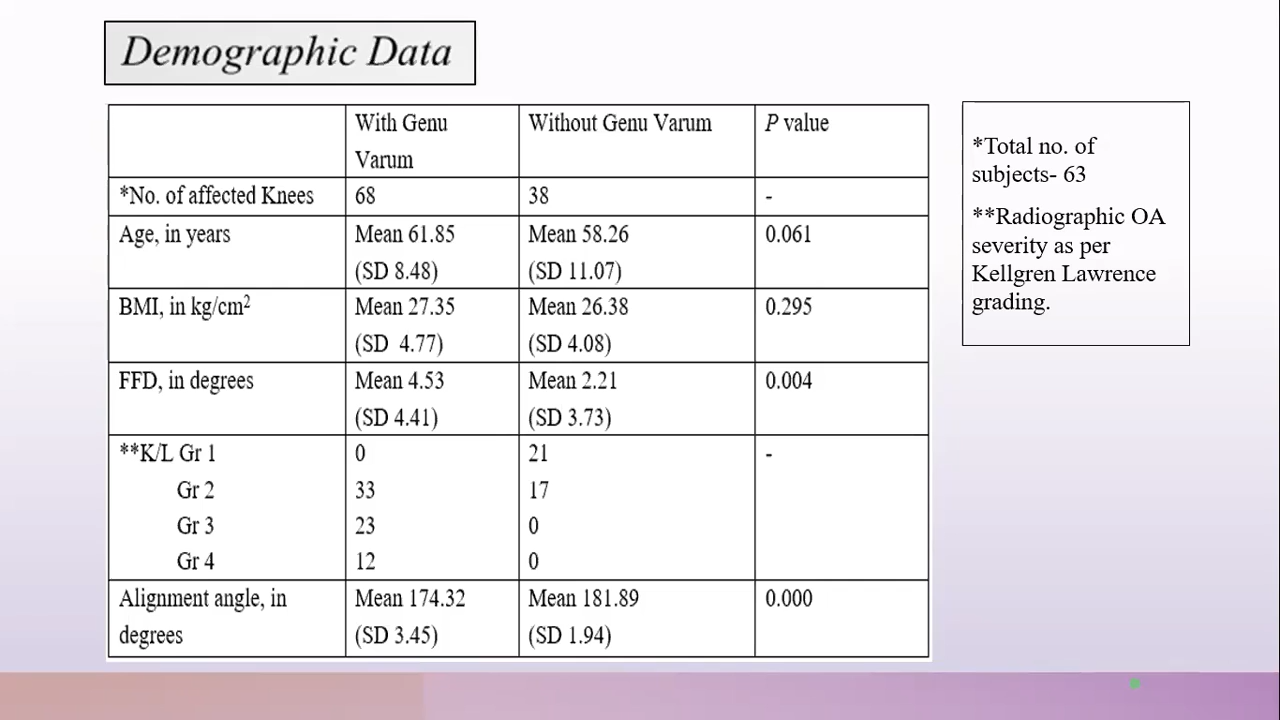 Demographic Data
With Genu Varum | Without Genu Varum | P value
*No. of affected Knees | 68 | 38 | -
Age, in years | Mean 61.85 (SD 8.48) | Mean 58.26 (SD 11.07) | 0.061
BMI, in kg/cm² | Mean 27.35 (SD 4.77) | Mean 26.38 (SD 4.08) | 0.295
FFD, in degrees | Mean 4.53 (SD 4.41) | Mean 2.21 (SD 3.73) | 0.004
**K/L Gr 1 | 0 | 21 | -
Gr 2 | 33 | 17
Gr 3 | 23 | 0
Gr 4 | 12 | 0
Alignment angle, in degrees | Mean 174.32 (SD 3.45) | Mean 181.89 (SD 1.94) | 0.000
*Total no. of
subjects- 63
**Radiographic OA
severity as per
Kellgren Lawrence
grading.